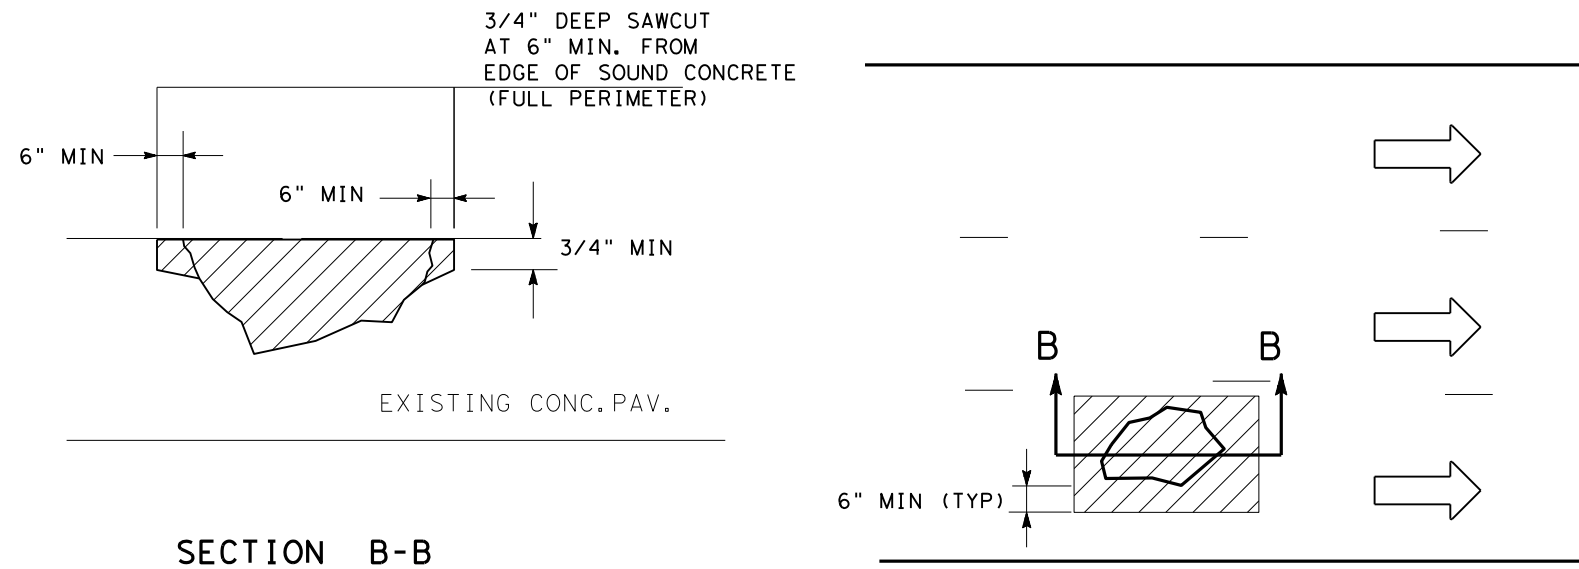 3/4" DEEP SAWCUT
AT 6" MIN. FROM
EDGE OF SOUND CONCRETE
(FULL PERIMETER)
6" MIN
6" MIN
3/4" MIN
EXISTING CONC. PAV.
SECTION B-B
B B
6" MIN (TYP)